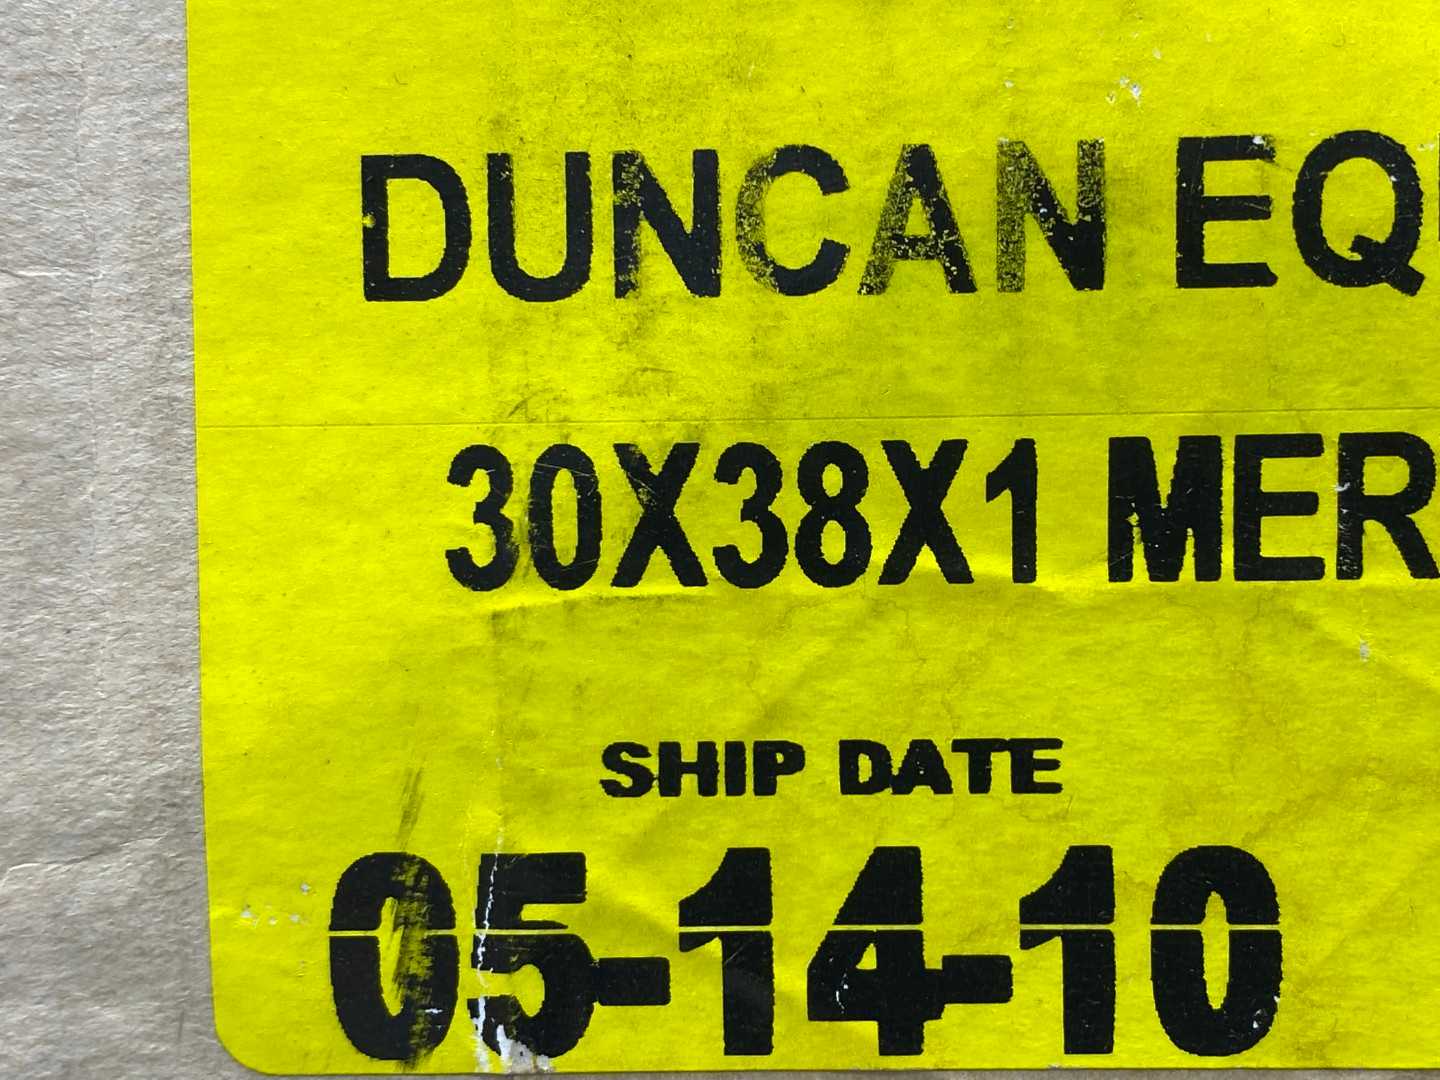 DUNCAN EQ
30X38X1 MER
SHIP DATE
05-14-10